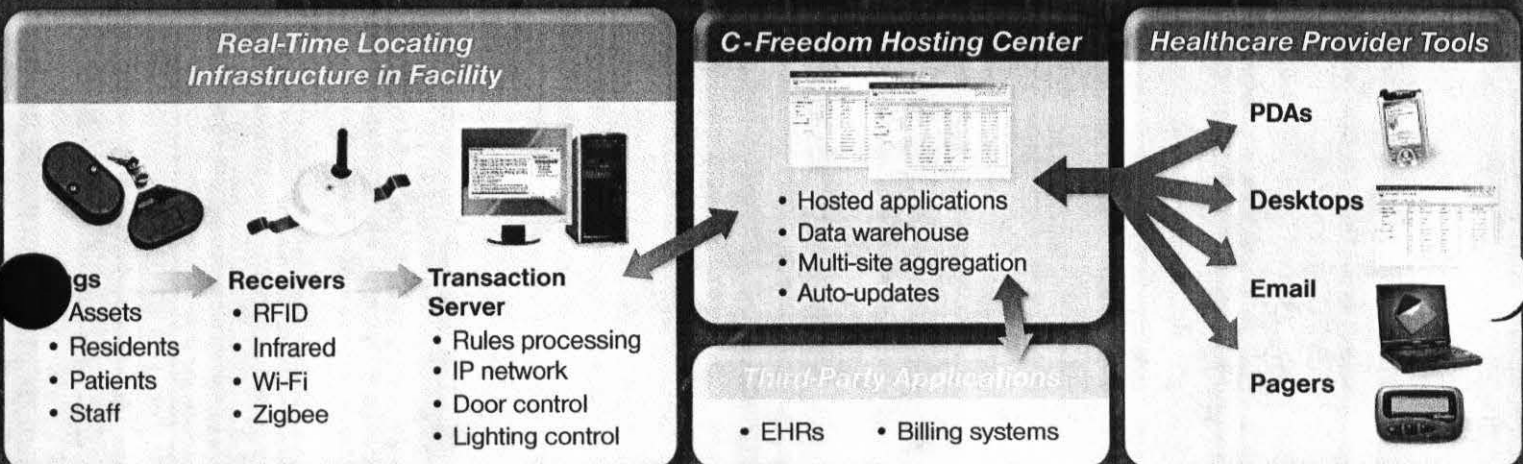 Real-Time Locating
Infrastructure in Facility
gs
Assets
• Residents
• Patients
• Staff
Receivers
• RFID
• Infrared
• Wi-Fi
• Zigbee
Transaction
Server
• Rules processing
• IP network
• Door control
• Lighting control
C-Freedom Hosting Center
• Hosted applications
• Data warehouse
• Multi-site aggregation
• Auto-updates
Third-Party Applications
• EHRs • Billing systems
Healthcare Provider Tools
PDAs
Desktops
Email
Pagers